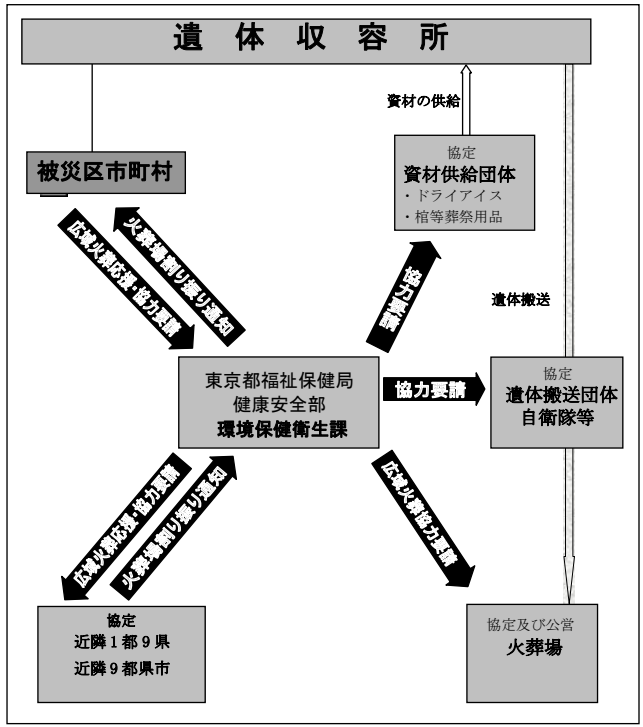 遺体収容所
資材の供給
協定
資材供給団体
・ドライアイス
・棺等葬祭用品
被災区市町村
火葬場割り振り通知
広域火葬応援・協力要請
協力要請
遺体搬送
東京都福祉保健局
健康安全部
環境保健衛生課
協力要請
協定
遺体搬送団体
自衛隊等
広域火葬応援・協力要請
火葬場割り振り通知
広域火葬協力要請
協定
近隣１都９県
近隣９都県市
協定及び公営
火葬場